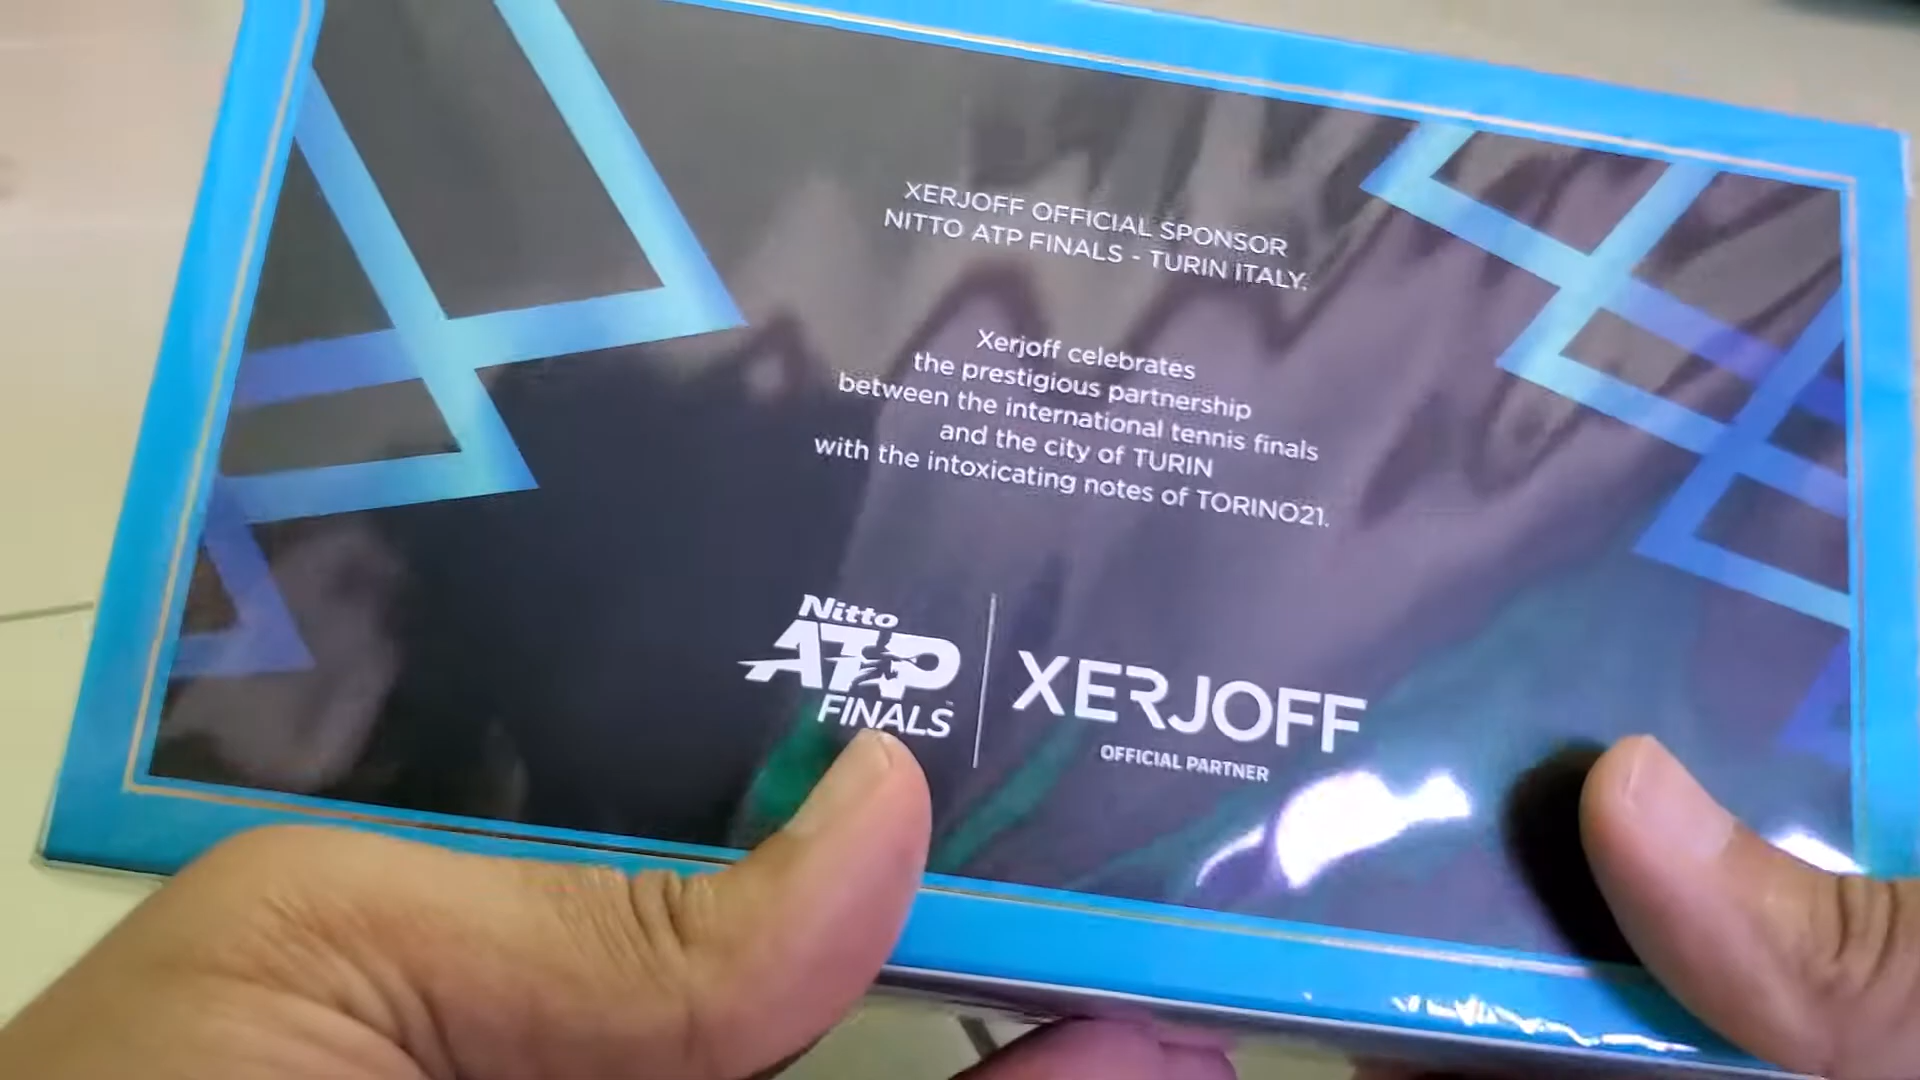 XERJOFF OFFICIAL SPONSOR
NITTO ATP FINALS - TURIN ITALY.
Xerjoff celebrates
the prestigious partnership
between the international tennis finals
and the city of TURIN
with the intoxicating notes of TORINO21.
Nitto
ATP
FINALS
XERJOFF
OFFICIAL PARTNER